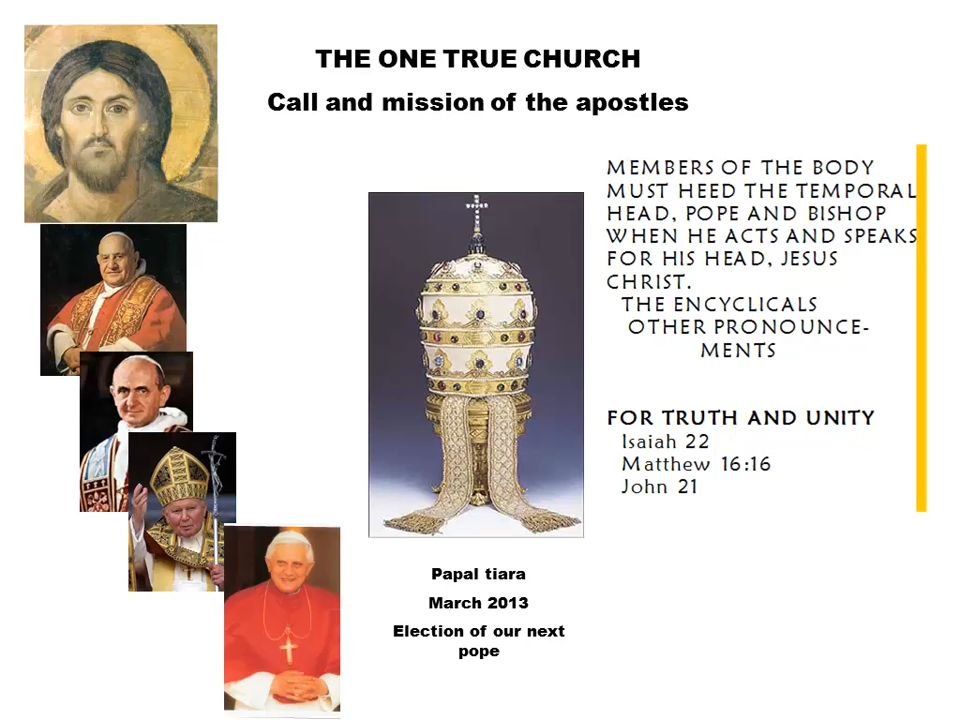 THE ONE TRUE CHURCH
Call and mission of the apostles
MEMBERS OF THE BODY
MUST HEED THE TEMPORAL
HEAD, POPE AND BISHOP
WHEN HE ACTS AND SPEAKS
FOR HIS HEAD, JESUS
CHRIST.
THE ENCYCLICALS
OTHER PRONOUNCE-
MENTS
FOR TRUTH AND UNITY
Isaiah 22
Matthew 16:16
John 21
Papal tiara
March 2013
Election of our next
pope